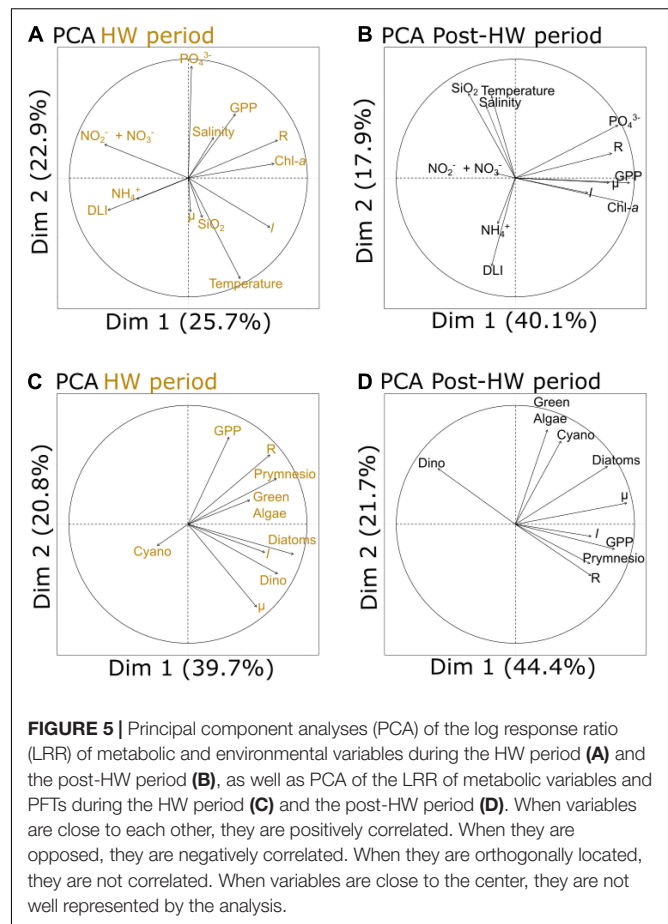 A PCA HW period
PO₄³⁻
GPP
NO₂⁻ + NO₃⁻
Salinity
R
Chl-a
NH₄⁺
DLI
μ
SiO₂
I
Temperature
Dim 2 (22.9%)
Dim 1 (25.7%)
B PCA Post-HW period
SiO₂
Temperature
Salinity
PO₄³⁻
R
NO₂⁻ + NO₃⁻
GPP
μ
I
Chl-a
NH₄⁺
DLI
Dim 2 (17.9%)
Dim 1 (40.1%)
C PCA HW period
GPP
R
Prymnesio
Green
Algae
Cyano
Diatoms
I
Dino
μ
Dim 2 (20.8%)
Dim 1 (39.7%)
D PCA Post-HW period
Green
Algae
Cyano
Dino
Diatoms
μ
I
GPP
Prymnesio
R
Dim 2 (21.7%)
Dim 1 (44.4%)
FIGURE 5 | Principal component analyses (PCA) of the log response ratio
(LRR) of metabolic and environmental variables during the HW period (A) and
the post-HW period (B), as well as PCA of the LRR of metabolic variables and
PFTs during the HW period (C) and the post-HW period (D). When variables
are close to each other, they are positively correlated. When they are
opposed, they are negatively correlated. When they are orthogonally located,
they are not correlated. When variables are close to the center, they are not
well represented by the analysis.